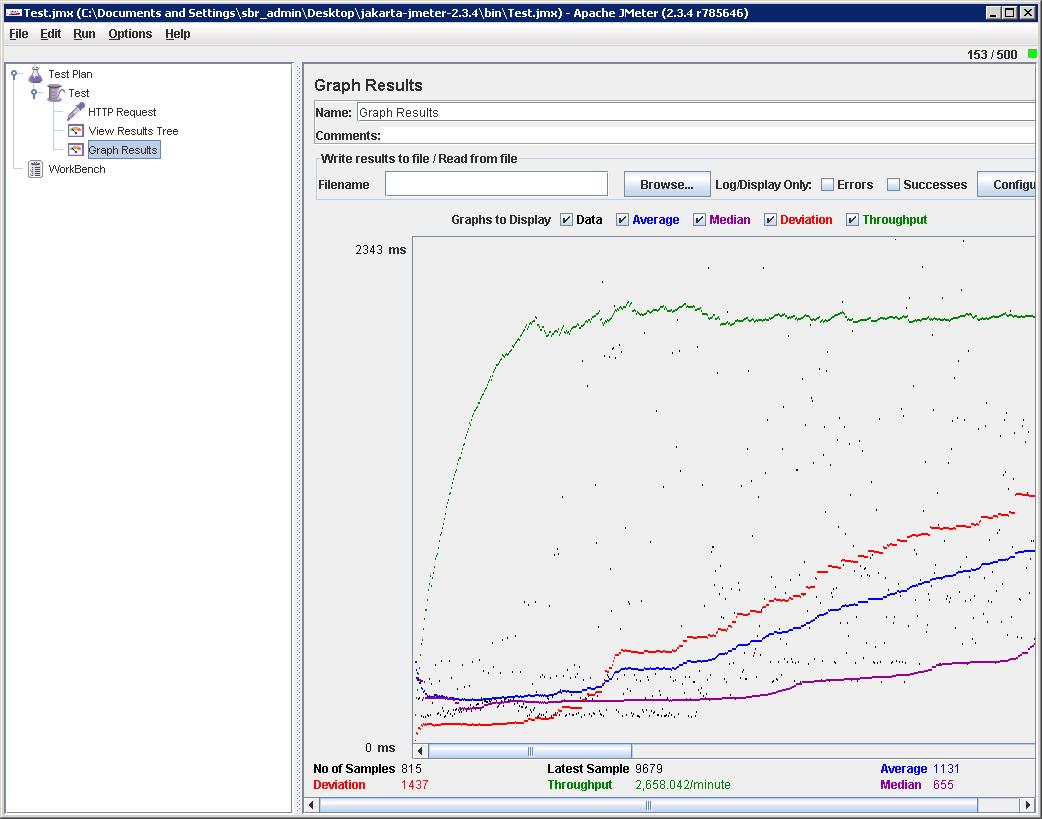 Test.jmx (C:\Documents and Settings\sbr_admin\Desktop\jakarta-jmeter-2.3.4\bin\Test.jmx) - Apache JMeter (2.3.4 r785646)
File Edit Run Options Help
153 / 500
Test Plan
Test
HTTP Request
View Results Tree
Graph Results
WorkBench
Graph Results
Name: Graph Results
Comments:
Write results to file / Read from file
Filename Browse... Log/Display Only: Errors Successes Configu
Graphs to Display Data Average Median Deviation Throughput
2343 ms
0 ms
No of Samples 815 Latest Sample 9679 Average 1131
Deviation 1437 Throughput 2,658.042/minute Median 655